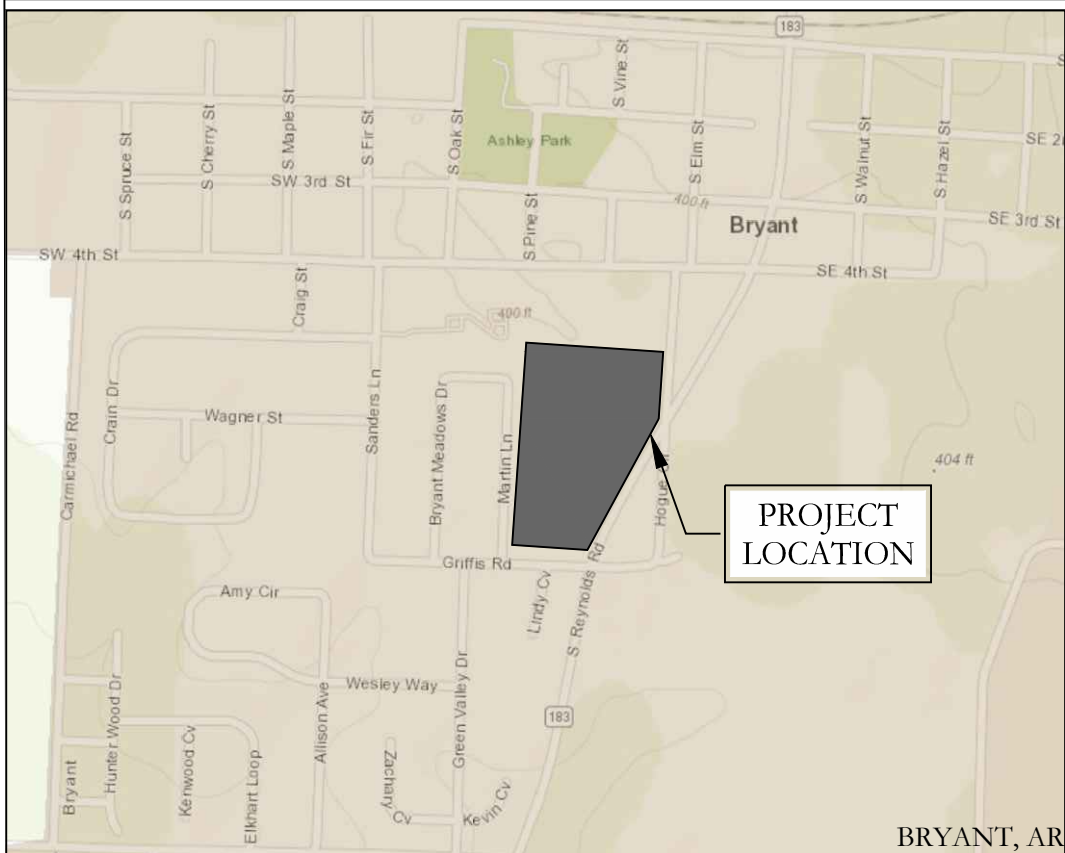 183
S Vine St
S Maple St
S Cherry St
S Fir St
S Oak St
Ashley Park
S Elm St
S Walnut St
S Hazel St
S Spruce St
SW 3rd St
S Pine St
400 ft
Bryant
SE 3rd St
SW 4th St
SE 4th St
Craig St
400 ft
Crain Dr
Wagner St
Sanders Ln
Bryant Meadows Dr
Martin Ln
Carmichael Rd
404 ft
PROJECT
LOCATION
Griffis Rd
Lindy Cv
S Reynolds Rd
Amy Cir
Wesley Way
Green Valley Dr
Allison Ave
183
Hunter Wood Dr
Kenwood Cv
Elkhart Loop
Zachary
Cv
Kevin Cv
Bryant
BRYANT, AR